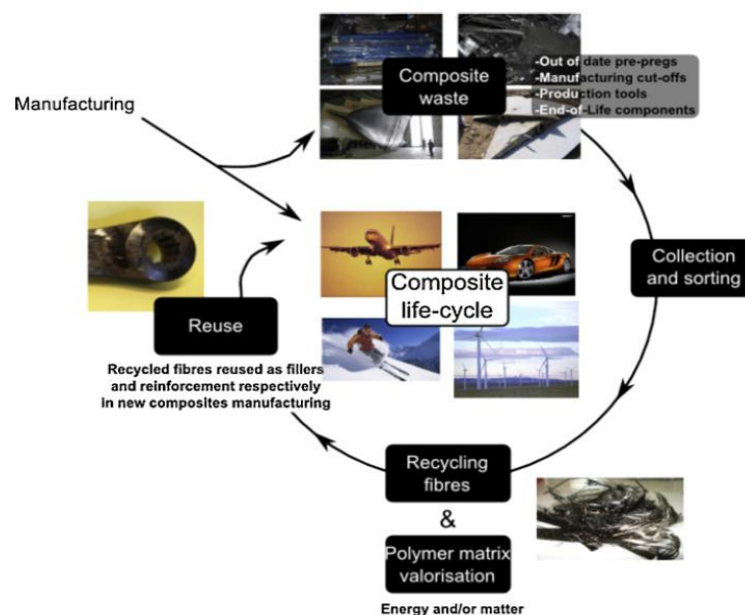 Composite
waste
-Out of date pre-pregs
-Manufacturing cut-offs
-Production tools
-End-of-Life components
Manufacturing
Collection
and sorting
Composite
life-cycle
Reuse
Recycled fibres reused as fillers
and reinforcement respectively
in new composites manufacturing
Recycling
fibres
&
Polymer matrix
valorisation
Energy and/or matter